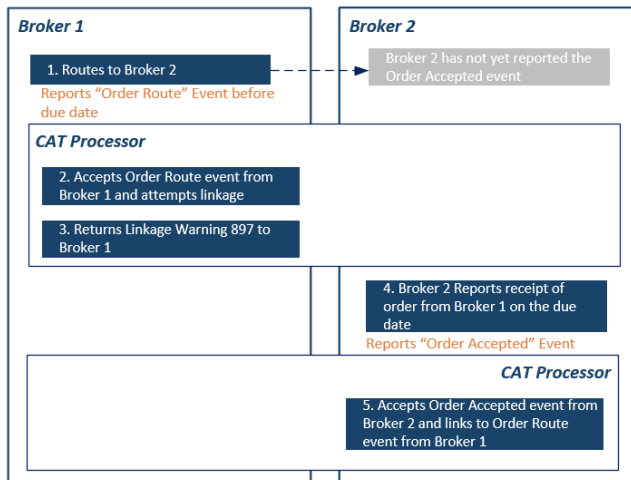 Broker 1
Broker 2
1. Routes to Broker 2
Broker 2 has not yet reported the
Order Accepted event
Reports “Order Route” Event before
due date
CAT Processor
2. Accepts Order Route event from
Broker 1 and attempts linkage
3. Returns Linkage Warning 897 to
Broker 1
4. Broker 2 Reports receipt of
order from Broker 1 on the due
date
Reports “Order Accepted” Event
CAT Processor
5. Accepts Order Accepted event from
Broker 2 and links to Order Route
event from Broker 1